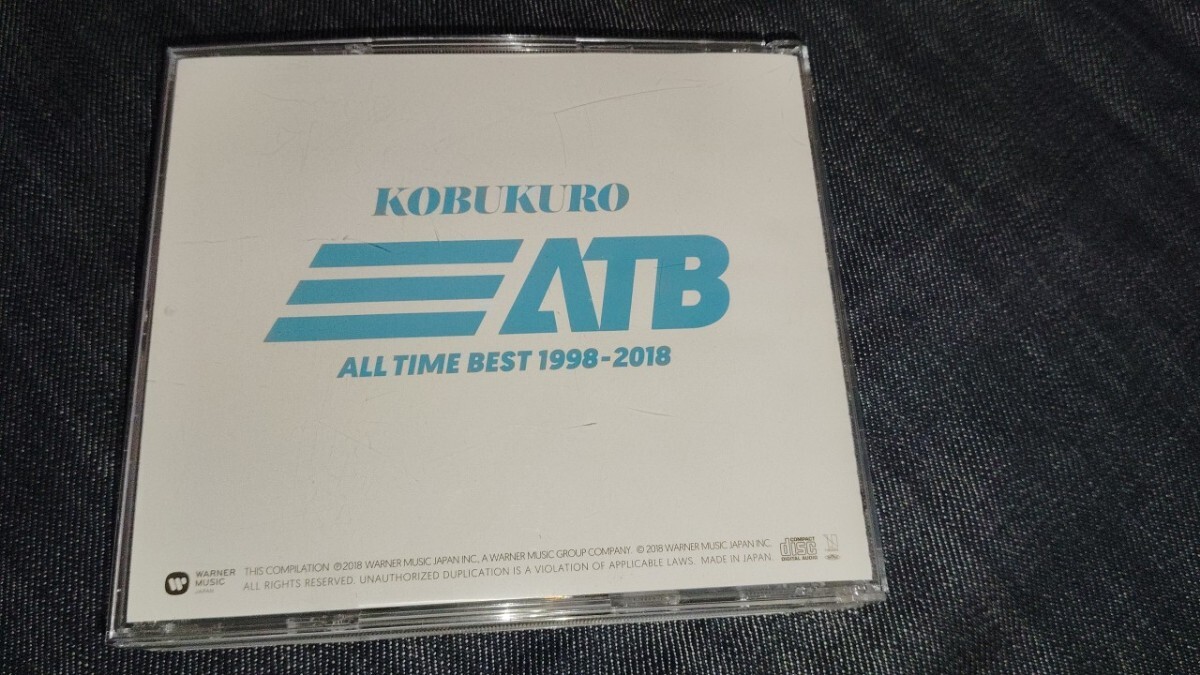 KOBUKURO
ATB
ALL TIME BEST 1998-2018
WARNER MUSIC JAPAN
THIS COMPILATION ℗2018 WARNER MUSIC JAPAN INC., A WARNER MUSIC GROUP COMPANY. © 2018 WARNER MUSIC JAPAN INC.
ALL RIGHTS RESERVED. UNAUTHORIZED DUPLICATION IS A VIOLATION OF APPLICABLE LAWS. MADE IN JAPAN.
COMPACT
disc
DIGITAL AUDIO